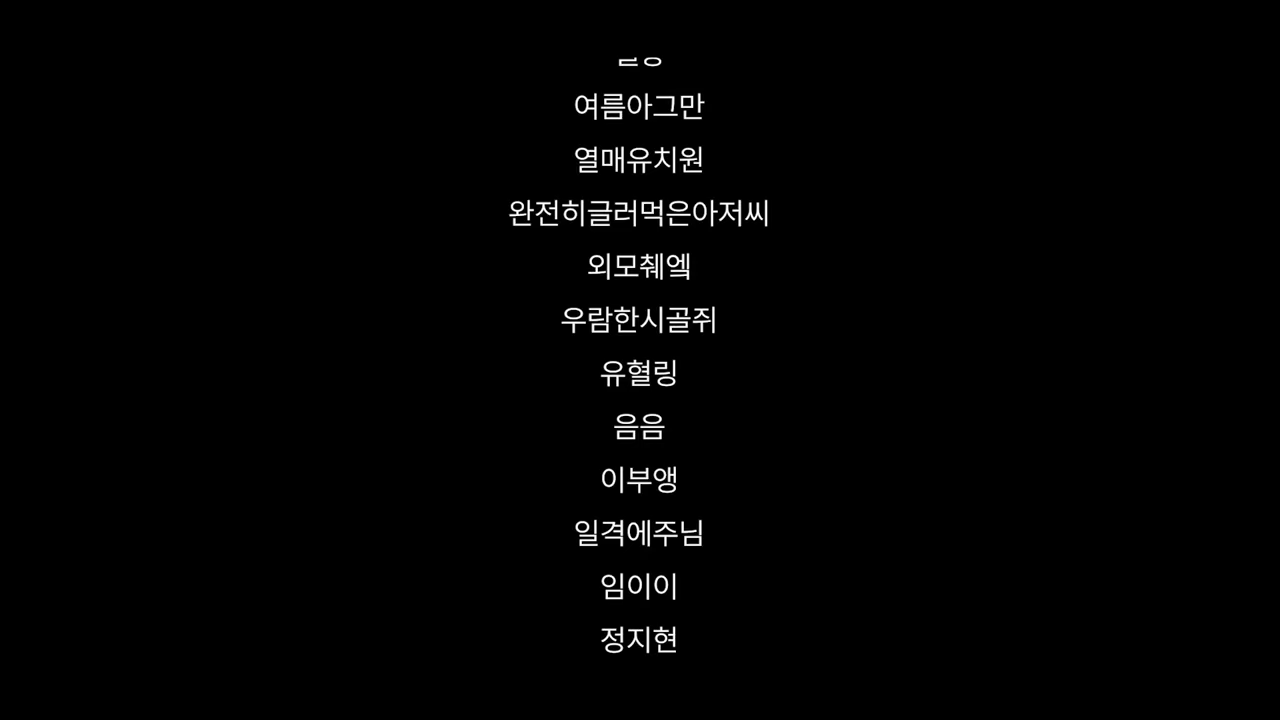 여름아그만
열매유치원
완전히글러먹은아저씨
외모췌엨
우람한시골쥐
유혈링
음음
이부앵
일격에주님
임이이
정지현